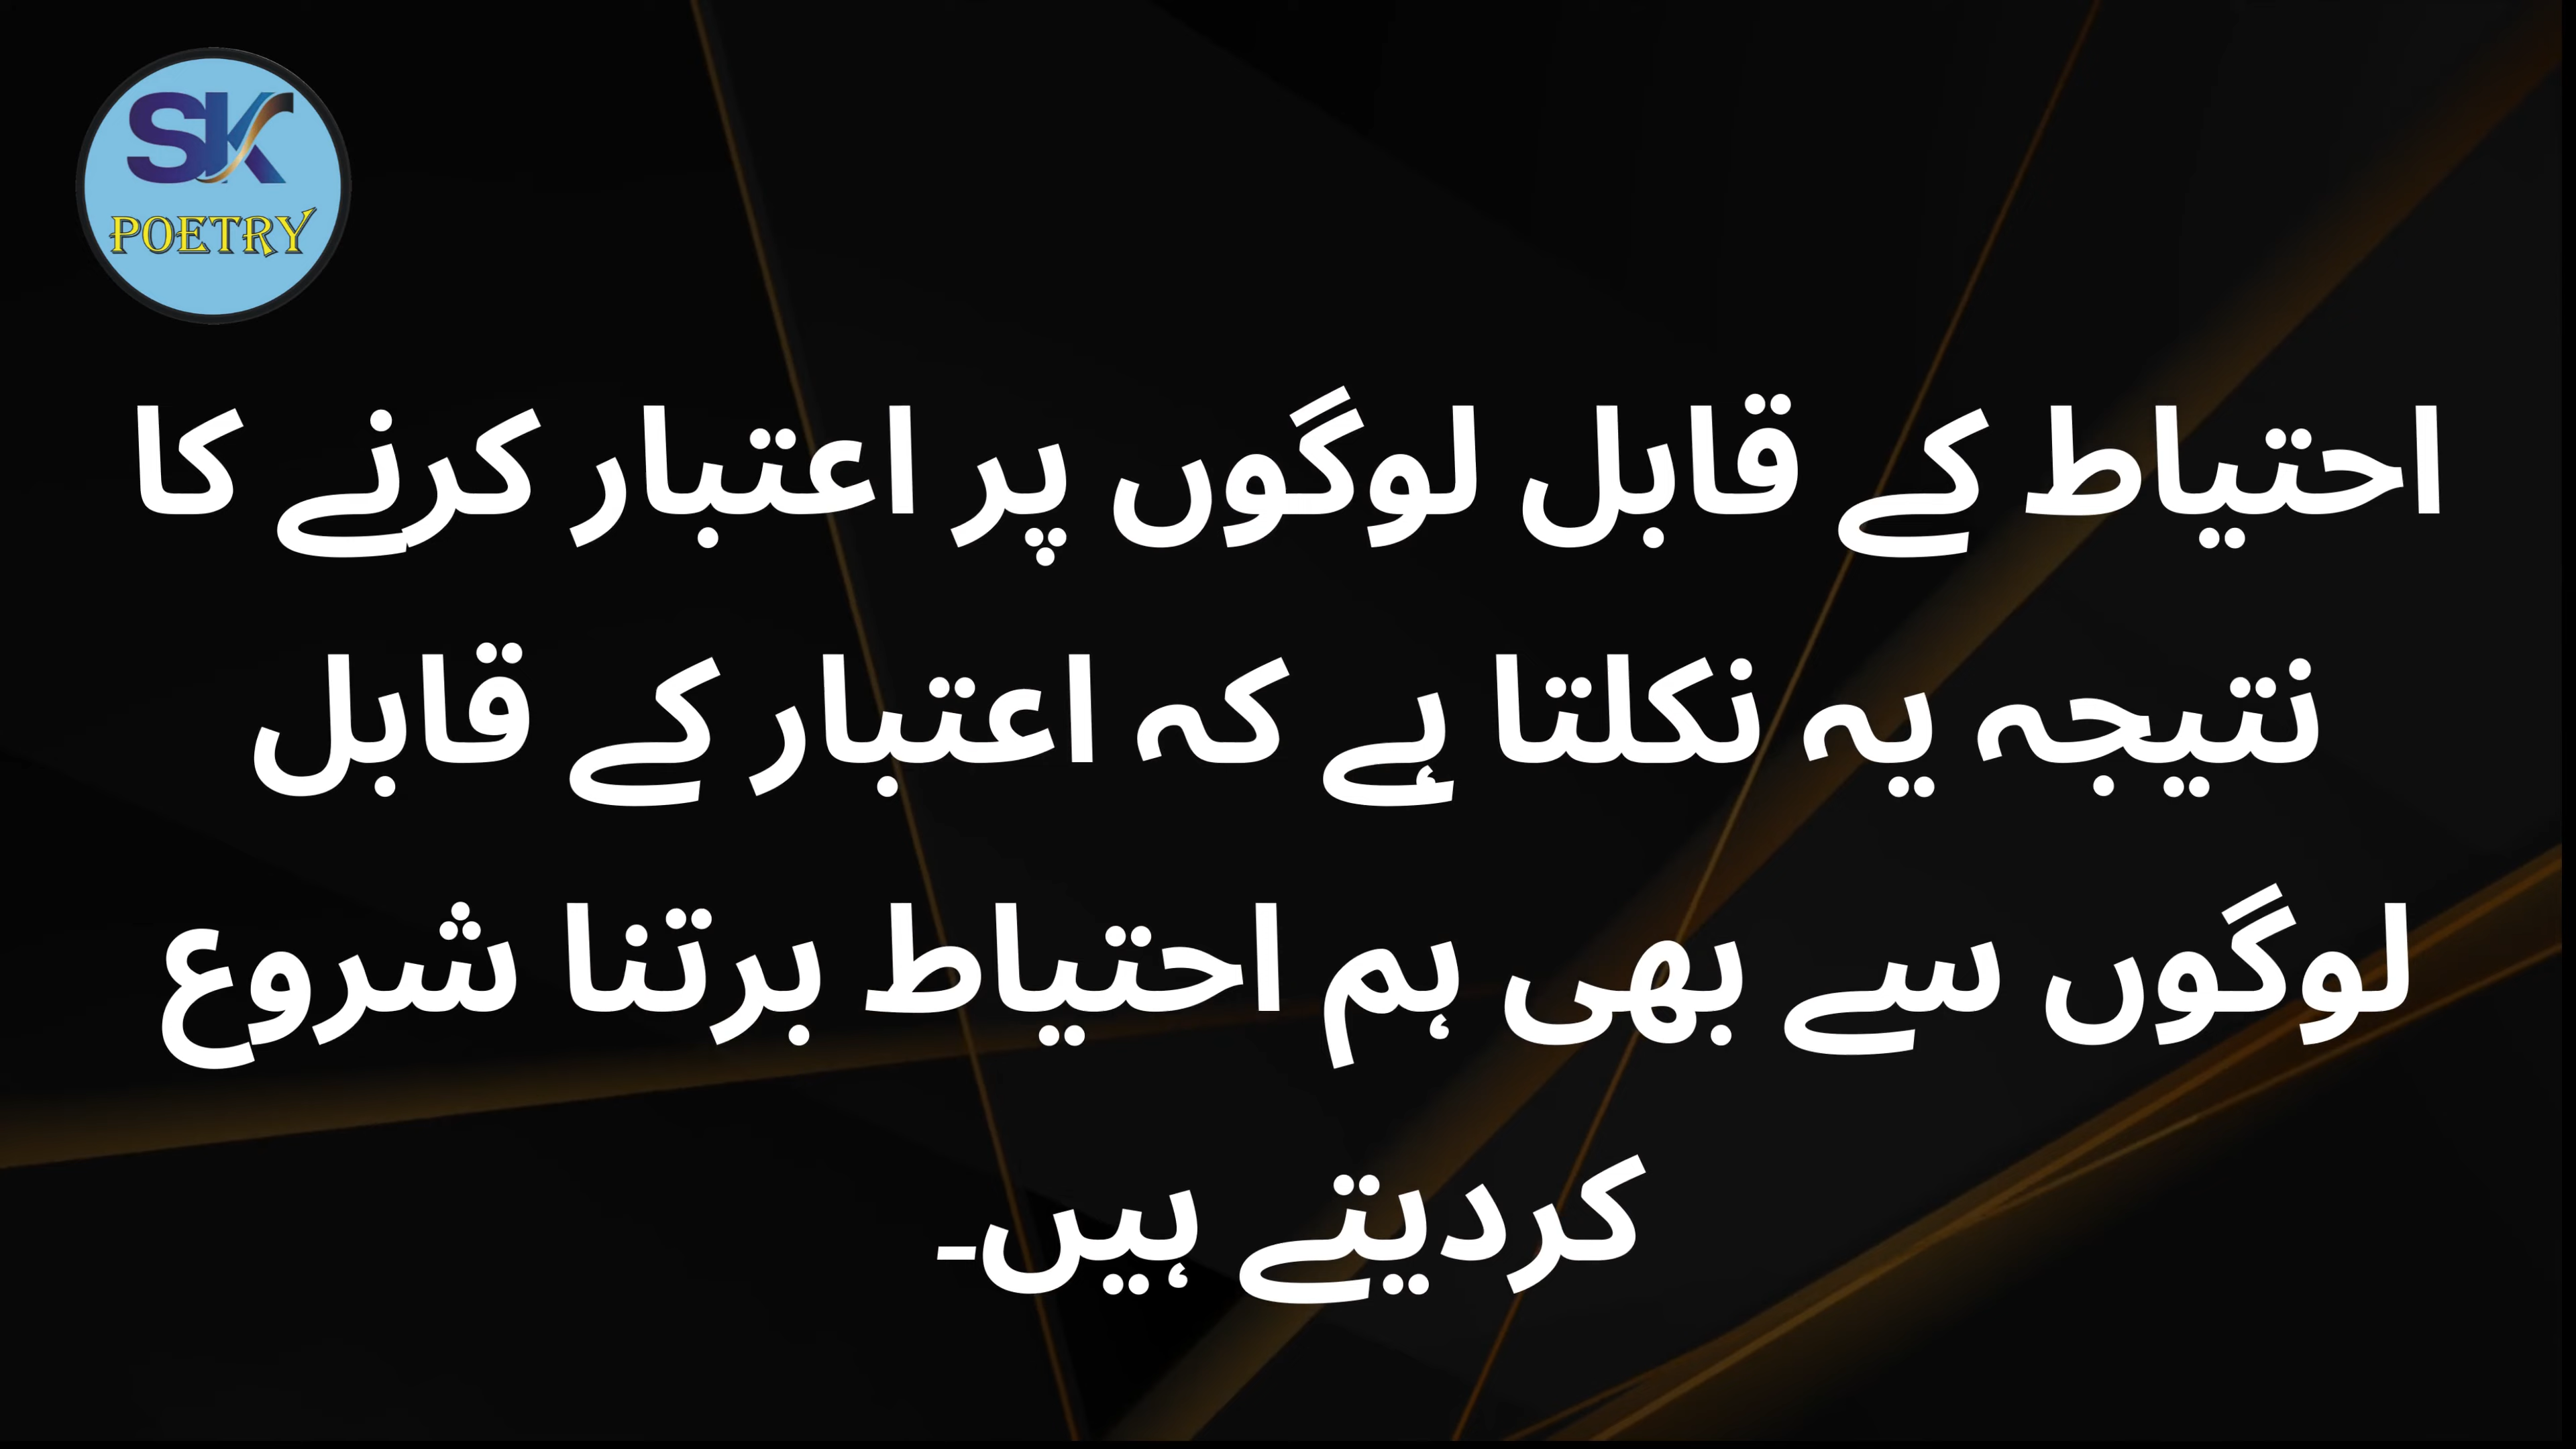 SK
POETRY
احتیاط کے قابل لوگوں پر اعتبار کرنے کا
نتیجہ یہ نکلتا ہے کہ اعتبار کے قابل
لوگوں سے بھی ہم احتیاط برتنا شروع
کردیتے ہیں۔